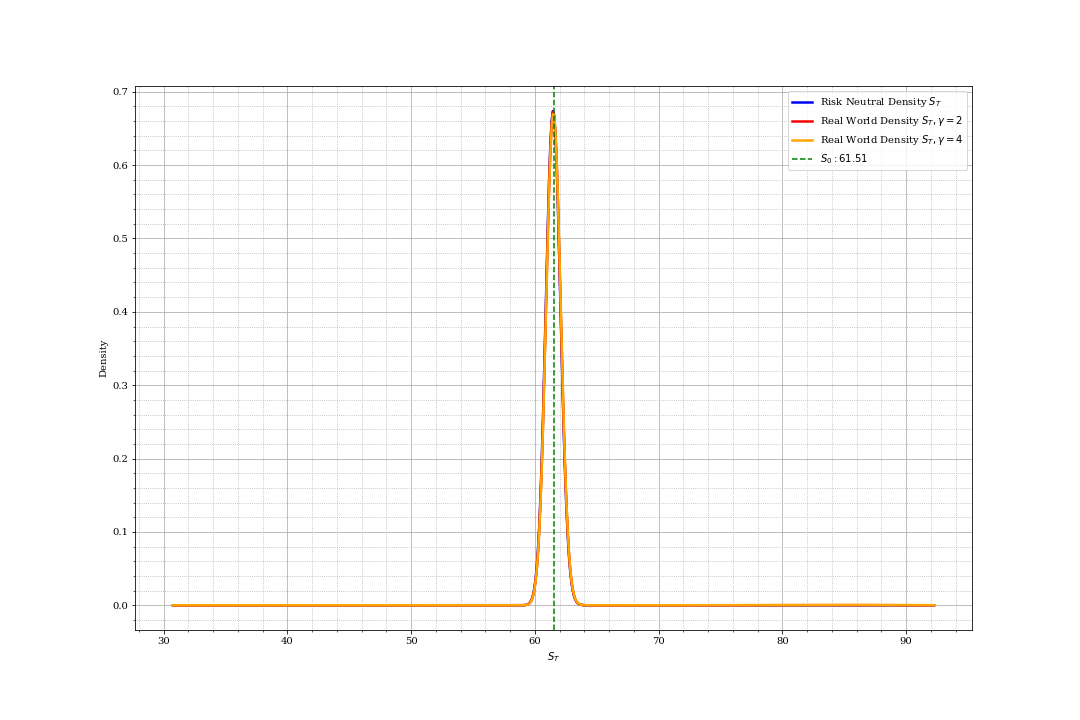 0.7
0.6
0.5
0.4
0.3
0.2
0.1
0.0
Density
30 40 50 60 70 80 90
S_T
Risk Neutral Density S_T
Real World Density S_T, γ = 2
Real World Density S_T, γ = 4
S_0 : 61.51